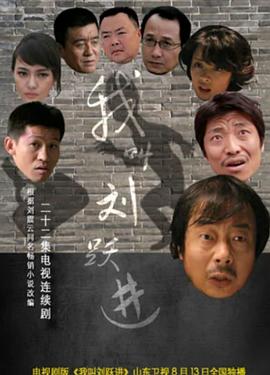 我叫刘跃进
根据刘震云同名畅销小说改编
二十二集电视连续剧
电视剧版《我叫刘跃进》山东卫视8月13日全国独播